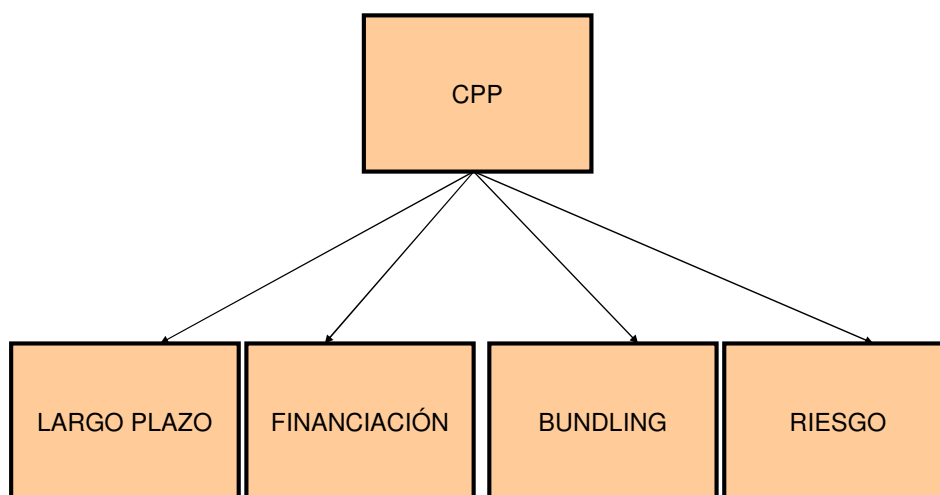 CPP
LARGO PLAZO
FINANCIACIÓN
BUNDLING
RIESGO